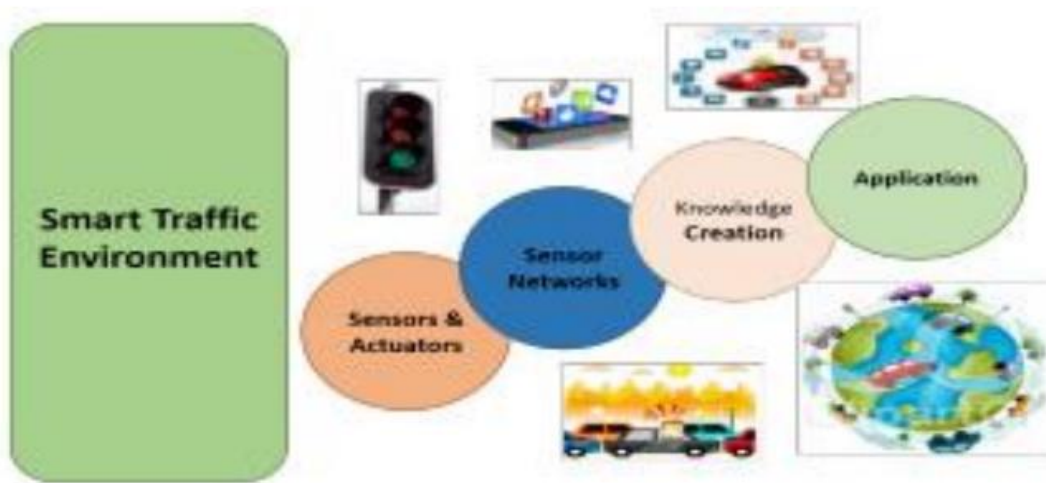 Smart Traffic
Environment
Sensors &
Actuators
Sensor
Networks
Knowledge
Creation
Application